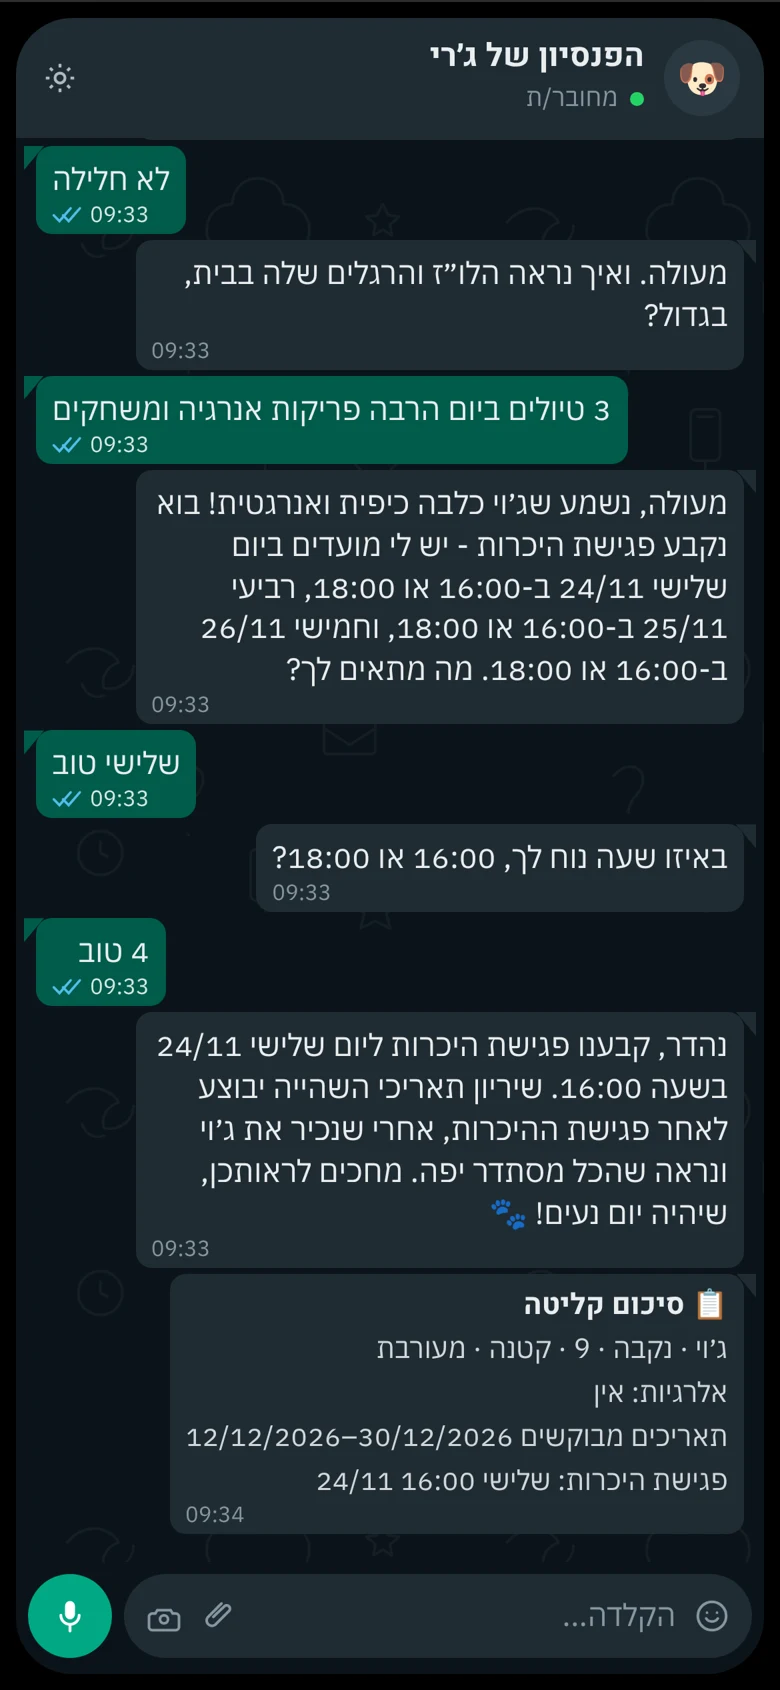 הפנסיון של ג׳רי
מחובר/ת
לא חלילה
09:33
מעולה. ואיך נראה הלו״ז והרגלים שלה בבית,
בגדול?
09:33
3 טיולים ביום הרבה פריקות אנרגיה ומשחקים
09:33
מעולה, נשמע שג׳וי כלבה כיפית ואנרגטית! בוא
נקבע פגישת היכרות - יש לי מועדים ביום
שלישי 24/11 ב-16:00 או 18:00, רביעי
25/11 ב-16:00 או 18:00, וחמישי 26/11
ב-16:00 או 18:00. מה מתאים לך?
09:33
שלישי טוב
09:33
באיזו שעה נוח לך, 16:00 או 18:00?
09:33
4 טוב
09:33
נהדר, קבענו פגישת היכרות ליום שלישי 24/11
בשעה 16:00. שיריון תאריכי השהייה יבוצע
לאחר פגישת ההיכרות, אחרי שנכיר את ג׳וי
ונראה שהכל מסתדר יפה. מחכים לראותכן,
שיהיה יום נעים! 🐾
09:33
📋 סיכום קליטה
ג׳וי · נקבה · 9 · קטנה · מעורבת
אלרגיות: אין
תאריכים מבוקשים 12/12/2026–30/12/2026
פגישת היכרות: שלישי 24/11 16:00
09:34
הקלדה...